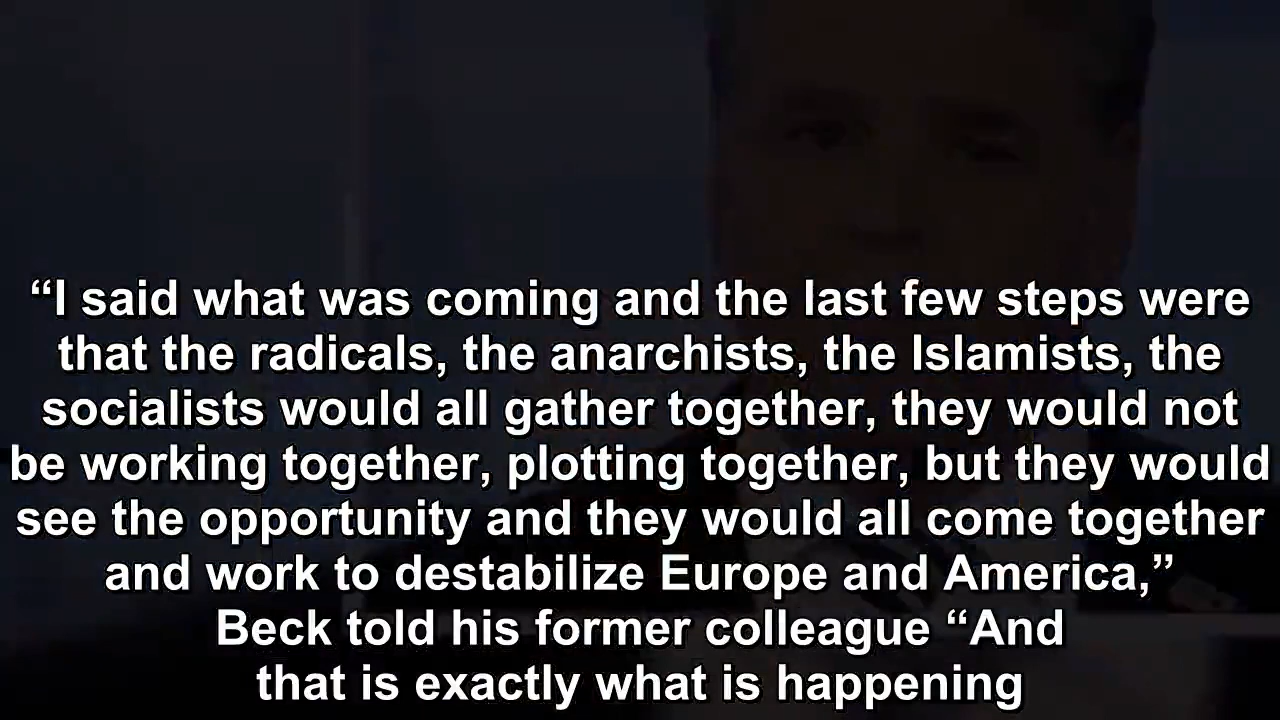 “I said what was coming and the last few steps were
that the radicals, the anarchists, the Islamists, the
socialists would all gather together, they would not
be working together, plotting together, but they would
see the opportunity and they would all come together
and work to destabilize Europe and America,”
Beck told his former colleague “And
that is exactly what is happening